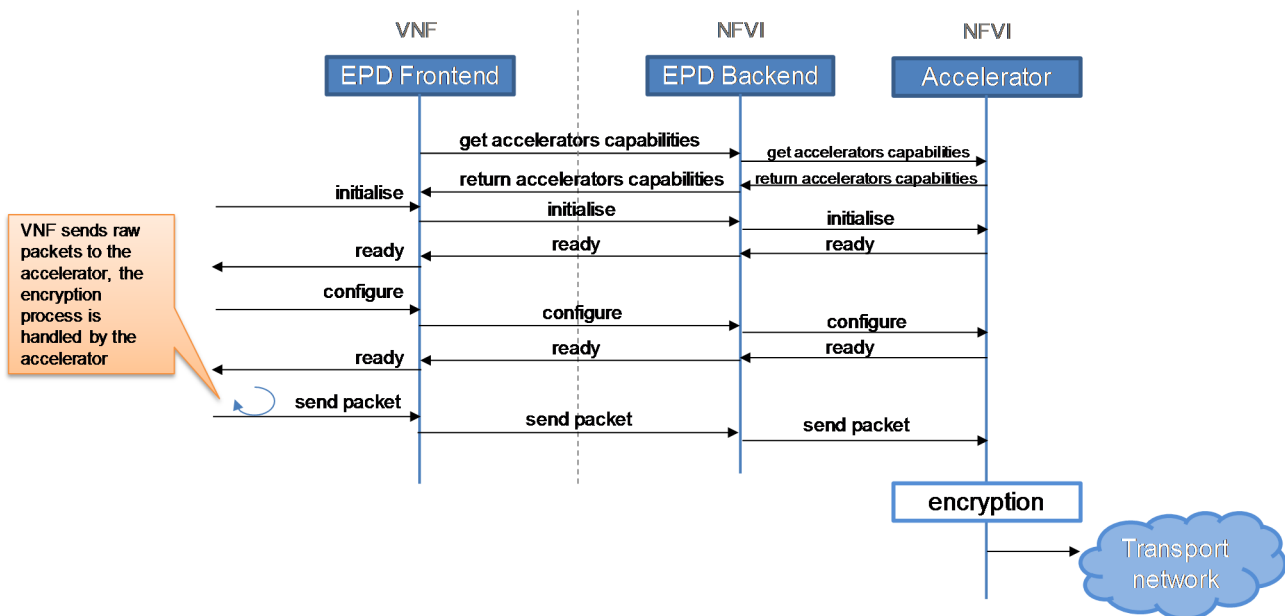 VNF
NFVI
NFVI
EPD Frontend
EPD Backend
Accelerator
get accelerators capabilities
get accelerators capabilities
return accelerators capabilities
return accelerators capabilities
initialise
initialise
initialise
VNF sends raw
packets to the
accelerator, the
encryption
process is
handled by the
accelerator
ready
ready
ready
configure
configure
configure
ready
ready
ready
send packet
send packet
send packet
encryption
Transport
network